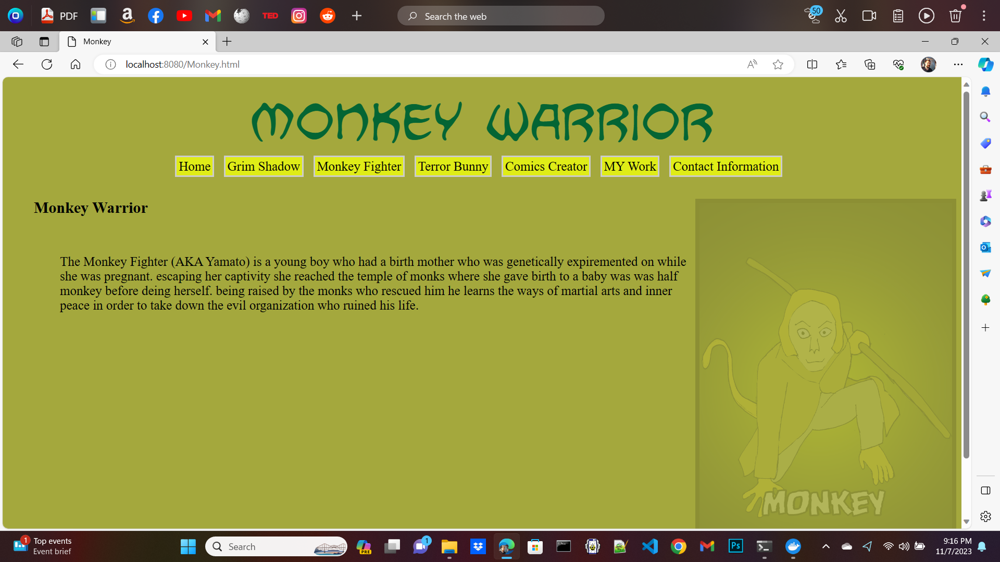 PDF
TED
Search the web
50
Monkey
localhost:8080/Monkey.html
MONKEY WARRIOR
Home
Grim Shadow
Monkey Fighter
Terror Bunny
Comics Creator
MY Work
Contact Information
Monkey Warrior
The Monkey Fighter (AKA Yamato) is a young boy who had a birth mother who was genetically expiremented on while
she was pregnant. escaping her captivity she reached the temple of monks where she gave birth to a baby was was half
monkey before deing herself. being raised by the monks who rescued him he learns the ways of martial arts and inner
peace in order to take down the evil organization who ruined his life.
MONKEY
1
Top events
Event brief
Search
PRE
1
Ps
9:16 PM
11/7/2023